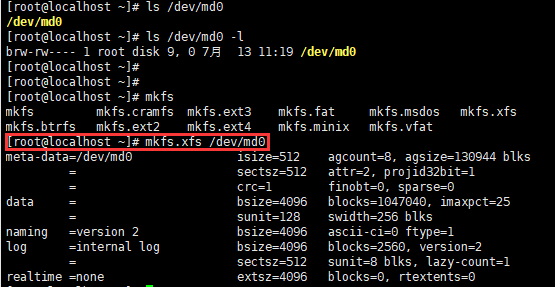 [root@localhost ~]# ls /dev/md0
/dev/md0
[root@localhost ~]# ls /dev/md0 -l
brw-rw---- 1 root disk 9, 0 7月  13 11:19 /dev/md0
[root@localhost ~]#
[root@localhost ~]#
[root@localhost ~]# mkfs
mkfs         mkfs.cramfs  mkfs.ext3    mkfs.fat     mkfs.msdos   mkfs.xfs
mkfs.btrfs   mkfs.ext2    mkfs.ext4    mkfs.minix   mkfs.vfat
[root@localhost ~]# mkfs.xfs /dev/md0
meta-data=/dev/md0               isize=512    agcount=8, agsize=130944 blks
         =                       sectsz=512   attr=2, projid32bit=1
         =                       crc=1        finobt=0, sparse=0
data     =                       bsize=4096   blocks=1047040, imaxpct=25
         =                       sunit=128    swidth=256 blks
naming   =version 2              bsize=4096   ascii-ci=0 ftype=1
log      =internal log           bsize=4096   blocks=2560, version=2
         =                       sectsz=512   sunit=8 blks, lazy-count=1
realtime =none                   extsz=4096   blocks=0, rtextents=0